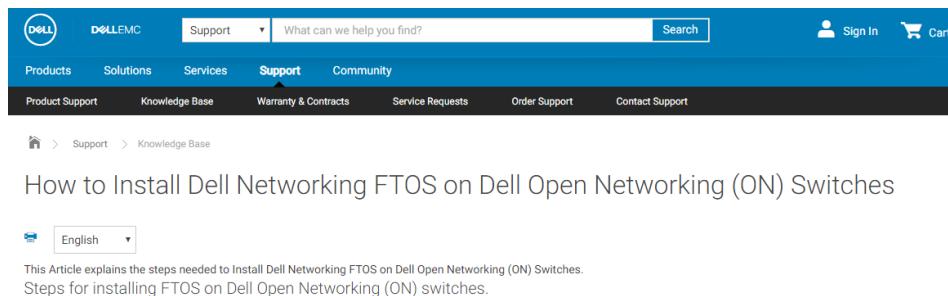 DELL DELLEMC Support What can we help you find? Search Sign In Cart
Products Solutions Services Support Community
Product Support Knowledge Base Warranty & Contracts Service Requests Order Support Contact Support
> Support > Knowledge Base
How to Install Dell Networking FTOS on Dell Open Networking (ON) Switches
English
This Article explains the steps needed to Install Dell Networking FTOS on Dell Open Networking (ON) Switches.
Steps for installing FTOS on Dell Open Networking (ON) switches.